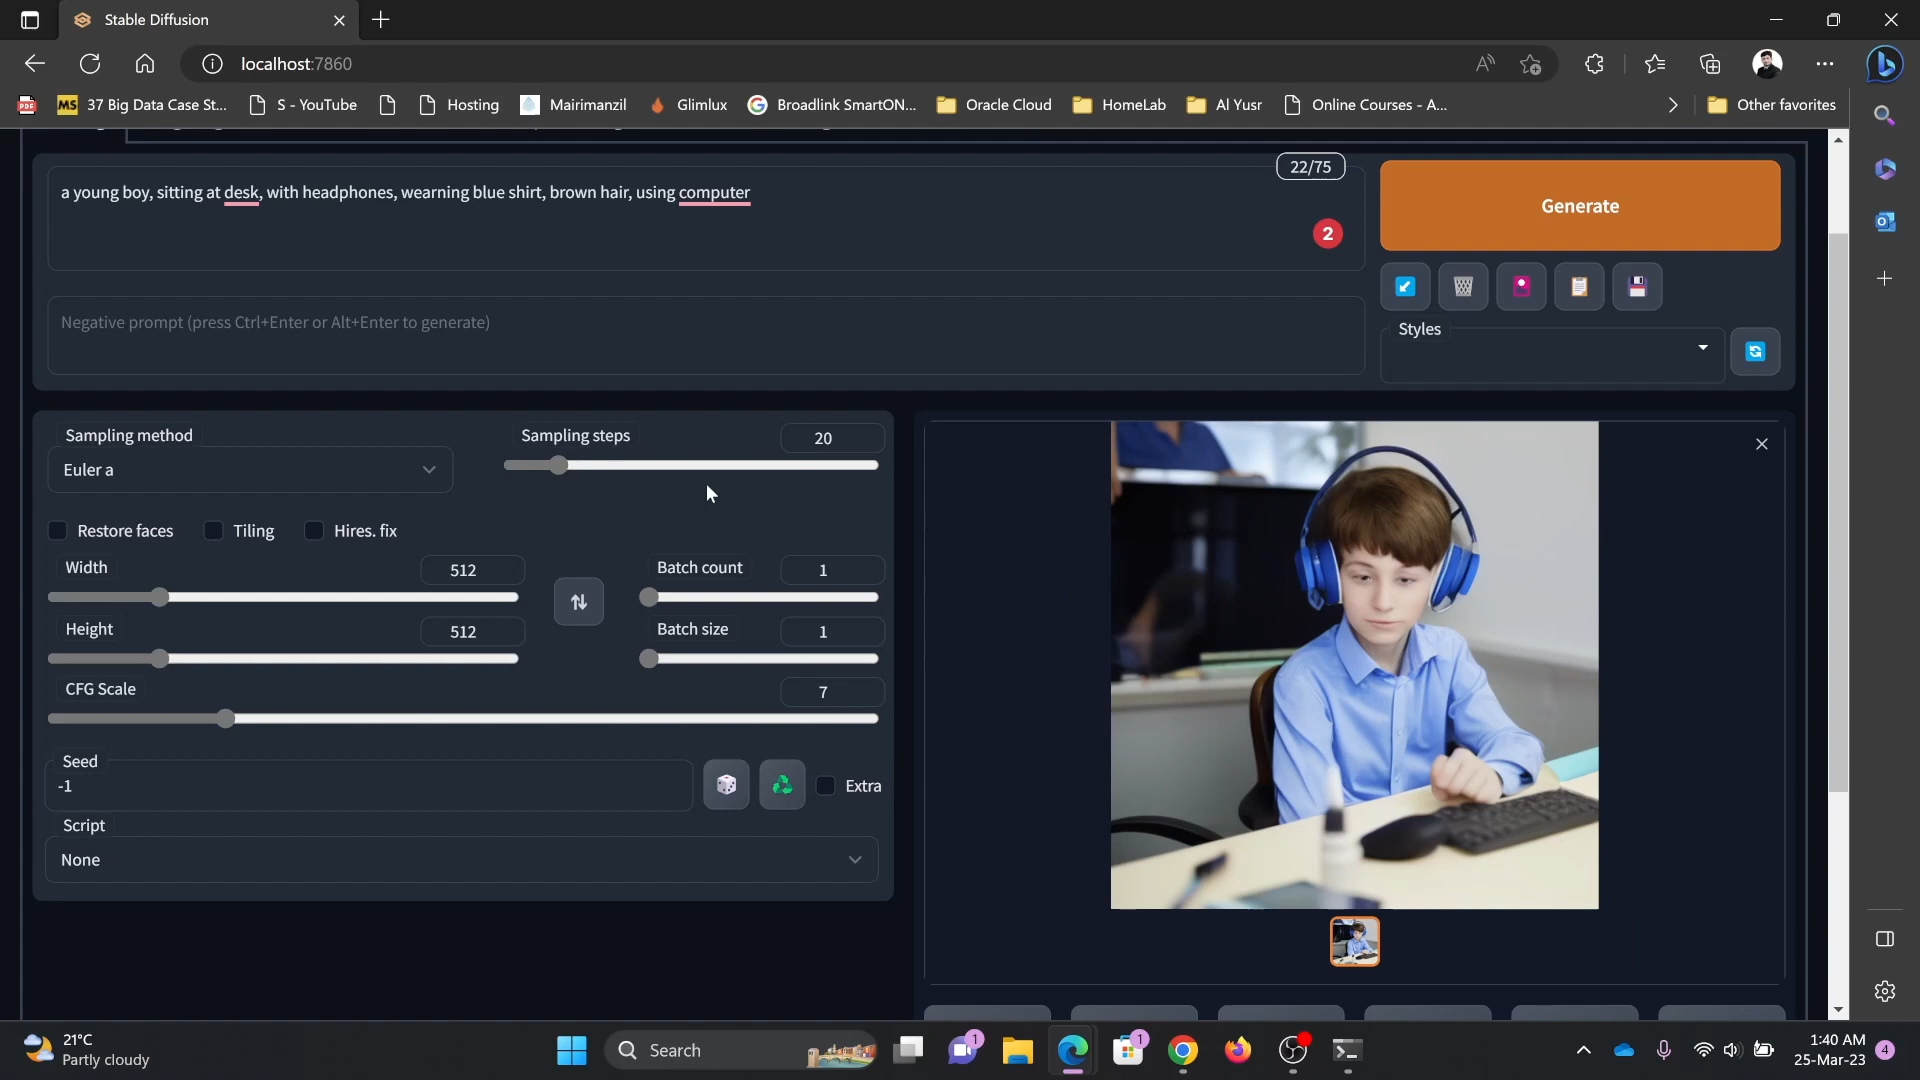 Stable Diffusion
localhost:7860
37 Big Data Case St...
S - YouTube
Hosting
Mairimanzil
Glimlux
Broadlink SmartON...
Oracle Cloud
HomeLab
Al Yusr
Online Courses - A...
Other favorites
22/75
a young boy, sitting at desk, with headphones, wearning blue shirt, brown hair, using computer
2
Generate
Negative prompt (press Ctrl+Enter or Alt+Enter to generate)
Styles
Sampling method
Euler a
Sampling steps
20
Restore faces
Tiling
Hires. fix
Width
512
Batch count
1
Height
512
Batch size
1
CFG Scale
7
Seed
-1
Extra
Script
None
21°C
Partly cloudy
Search
1
1
1:40 AM
25-Mar-23
4